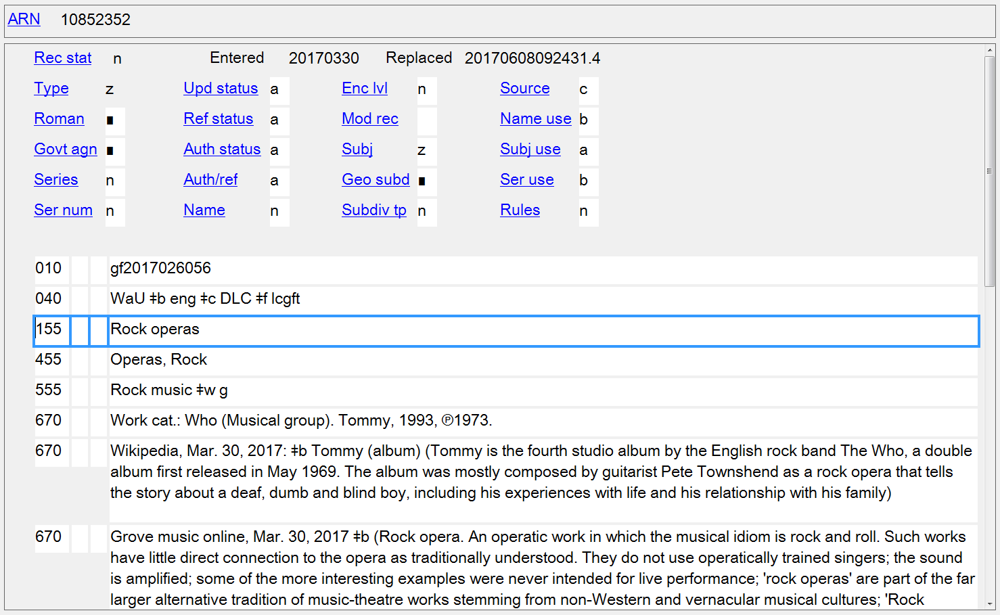 ARN 10852352
Rec stat n Entered 20170330 Replaced 20170608092431.4
Type z Upd status a Enc lvl n Source c
Roman ∎ Ref status a Mod rec Name use b
Govt agn ∎ Auth status a Subj z Subj use a
Series n Auth/ref a Geo subd ∎ Ser use b
Ser num n Name n Subdiv tp n Rules n
010 gf2017026056
040 WaU ‡b eng ‡c DLC ‡f lcgft
155 Rock operas
455 Operas, Rock
555 Rock music ‡w g
670 Work cat.: Who (Musical group). Tommy, 1993, ℗1973.
670 Wikipedia, Mar. 30, 2017: ‡b Tommy (album) (Tommy is the fourth studio album by the English rock band The Who, a double
album first released in May 1969. The album was mostly composed by guitarist Pete Townshend as a rock opera that tells
the story about a deaf, dumb and blind boy, including his experiences with life and his relationship with his family)
670 Grove music online, Mar. 30, 2017 ‡b (Rock opera. An operatic work in which the musical idiom is rock and roll. Such works
have little direct connection to the opera as traditionally understood. They do not use operatically trained singers; the sound
is amplified; some of the more interesting examples were never intended for live performance; 'rock operas' are part of the far
larger alternative tradition of music-theatre works stemming from non-Western and vernacular musical cultures; 'Rock